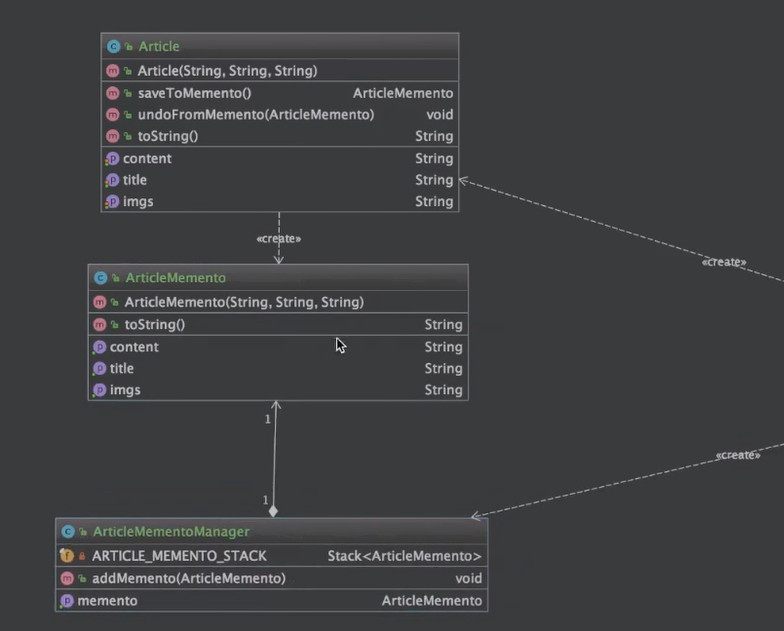 Article
Article(String, String, String)
saveToMemento() ArticleMemento
undoFromMemento(ArticleMemento) void
toString() String
content String
title String
imgs String
«create»
«create»
ArticleMemento
ArticleMemento(String, String, String)
toString() String
content String
title String
imgs String
1
«create»
1
ArticleMementoManager
ARTICLE_MEMENTO_STACK Stack<ArticleMemento>
addMemento(ArticleMemento) void
memento ArticleMemento